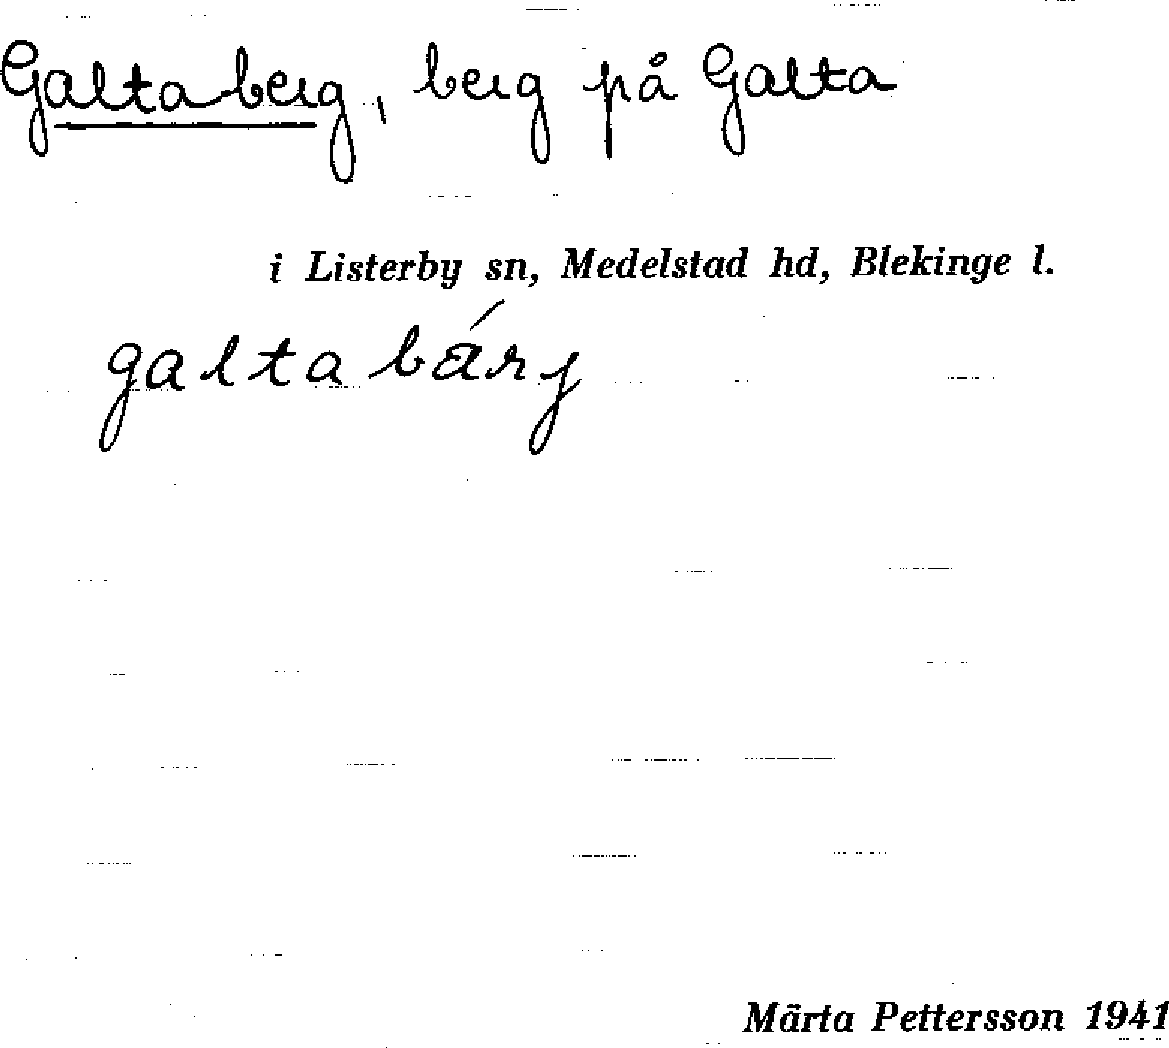 Galtaberg, berg på Galta
i Listerby sn, Medelstad hd, Blekinge l.
galtabárj
Märta Pettersson 1941